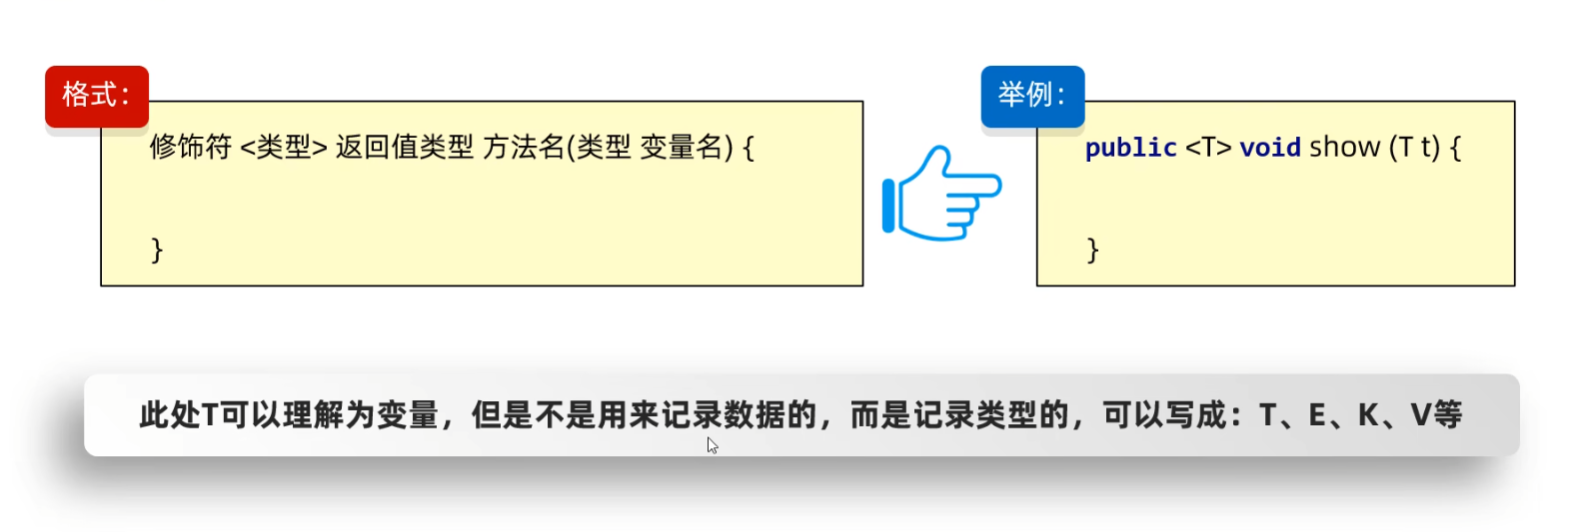 格式：
修饰符 <类型> 返回值类型 方法名(类型 变量名) {
}
举例：
public <T> void show (T t) {
}
此处T可以理解为变量，但是不是用来记录数据的，而是记录类型的，可以写成：T、E、K、V等